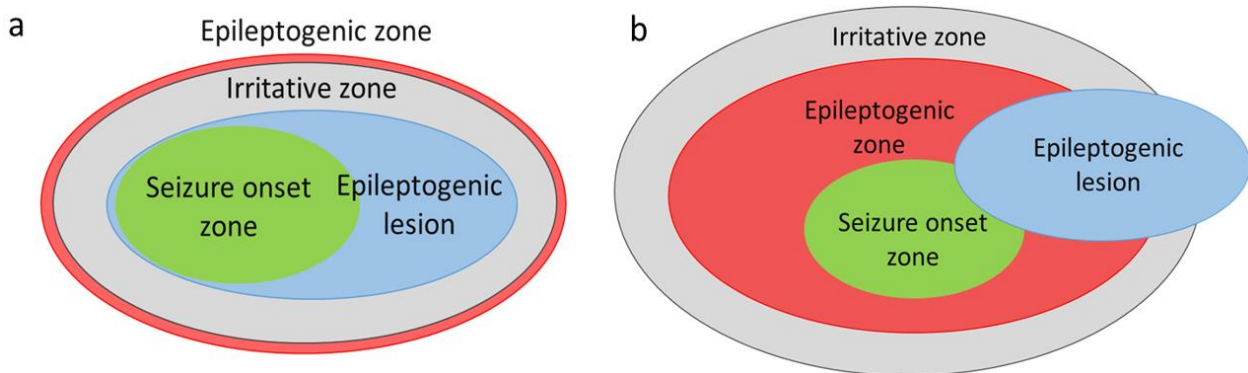 a
Epileptogenic zone
Irritative zone
Seizure onset
zone
Epileptogenic
lesion
b
Irritative zone
Epileptogenic
zone
Epileptogenic
lesion
Seizure onset
zone